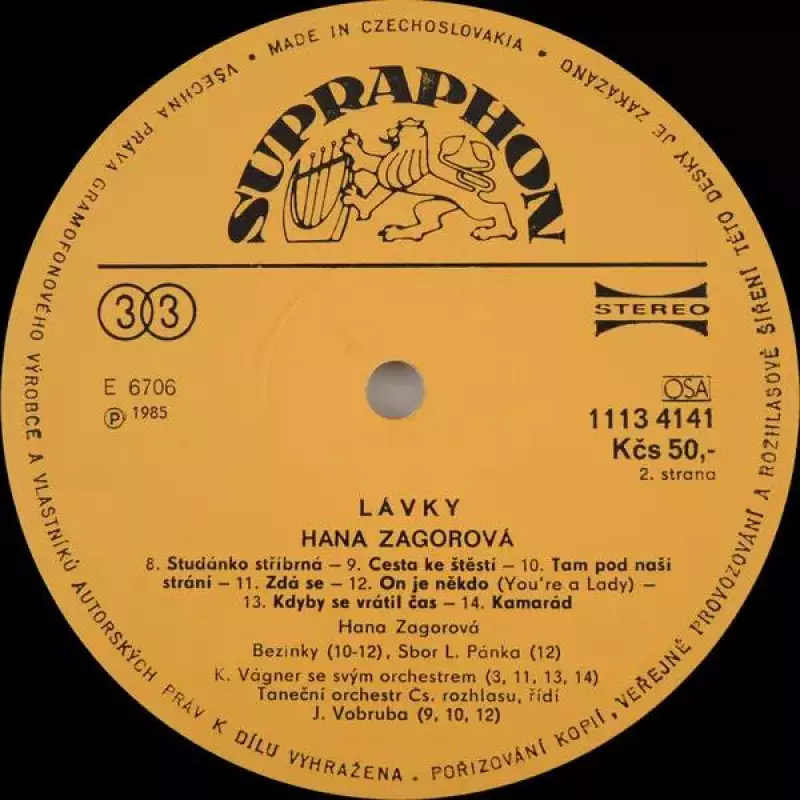 • MADE IN CZECHOSLOVAKIA •
VŠECHNA PRÁVA GRAMOFONOVÉHO VÝROBCE A VLASTNÍKŮ AUTORSKÝCH PRÁV K DÍLU VYHRAŽENA. POŘIZOVÁNÍ KOPIÍ, VEŘEJNÉ PROVOZOVÁNÍ A ROZHLASOVÉ ŠÍŘENÍ TÉTO DESKY JE ZAKÁZÁNO
SUPRAPHON
33
STEREO
E 6706
Ⓟ 1985
OSA
1113 4141
Kčs 50,-
2. strana
LÁVKY
HANA ZAGOROVÁ
8. Studánko stříbrná – 9. Cesta ke štěstí – 10. Tam pod naší
strání – 11. Zdá se – 12. On je někdo (You're a Lady) –
13. Kdyby se vrátil čas – 14. Kamarád
Hana Zagorová
Bezinky (10-12), Sbor L. Pánka (12)
K. Vágner se svým orchestrem (3, 11, 13, 14)
Taneční orchestr Čs. rozhlasu, řídí
J. Vobruba (9, 10, 12)